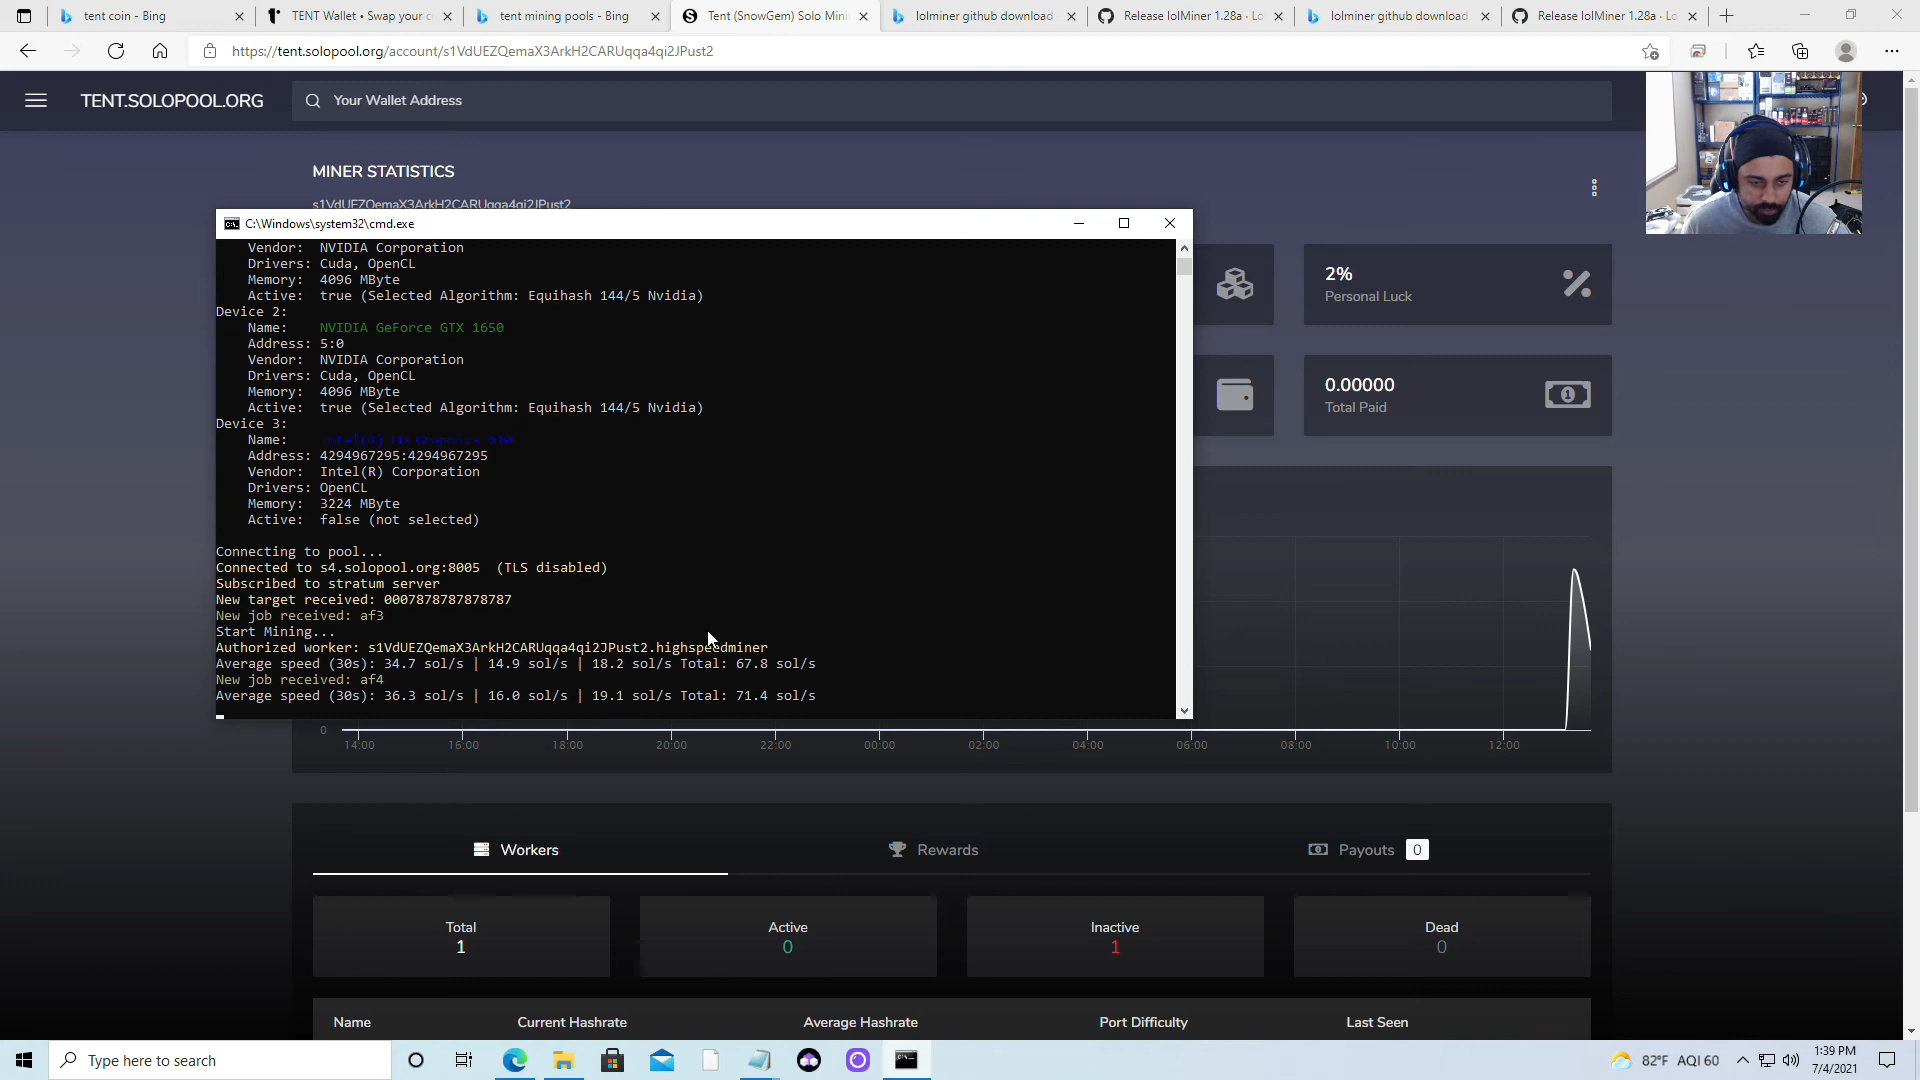 tent coin - Bing
TENT Wallet • Swap your c
tent mining pools - Bing
Tent (SnowGem) Solo Mini
lolminer github download
Release lolMiner 1.28a · Lo
lolminer github download
Release lolMiner 1.28a · Lo
https://tent.solopool.org/account/s1VdUEZQemaX3ArkH2CARUqqa4qi2JPust2
TENT.SOLOPOOL.ORG
Your Wallet Address
MINER STATISTICS
s1VdUEZQemaX3ArkH2CARUqqa4qi2JPust2
C:\Windows\system32\cmd.exe
Vendor: NVIDIA Corporation
Drivers: Cuda, OpenCL
Memory: 4096 MByte
Active: true (Selected Algorithm: Equihash 144/5 Nvidia)
Device 2:
Name: NVIDIA GeForce GTX 1650
Address: 5:0
Vendor: NVIDIA Corporation
Drivers: Cuda, OpenCL
Memory: 4096 MByte
Active: true (Selected Algorithm: Equihash 144/5 Nvidia)
Device 3:
Name:
Address: 4294967295:4294967295
Vendor: Intel(R) Corporation
Drivers: OpenCL
Memory: 3224 MByte
Active: false (not selected)
Connecting to pool...
Connected to s4.solopool.org:8005 (TLS disabled)
Subscribed to stratum server
New target received: 0007878787878787
New job received: af3
Start Mining...
Authorized worker: s1VdUEZQemaX3ArkH2CARUqqa4qi2JPust2.highspeedminer
Average speed (30s): 34.7 sol/s | 14.9 sol/s | 18.2 sol/s Total: 67.8 sol/s
New job received: af4
Average speed (30s): 36.3 sol/s | 16.0 sol/s | 19.1 sol/s Total: 71.4 sol/s
2%
Personal Luck
0.00000
Total Paid
0
14:00 16:00 18:00 20:00 22:00 00:00 02:00 04:00 06:00 08:00 10:00 12:00
Workers
Rewards
Payouts 0
Total
1
Active
0
Inactive
1
Dead
0
Name Current Hashrate Average Hashrate Port Difficulty Last Seen
Type here to search
82°F AQI 60
1:39 PM
7/4/2021